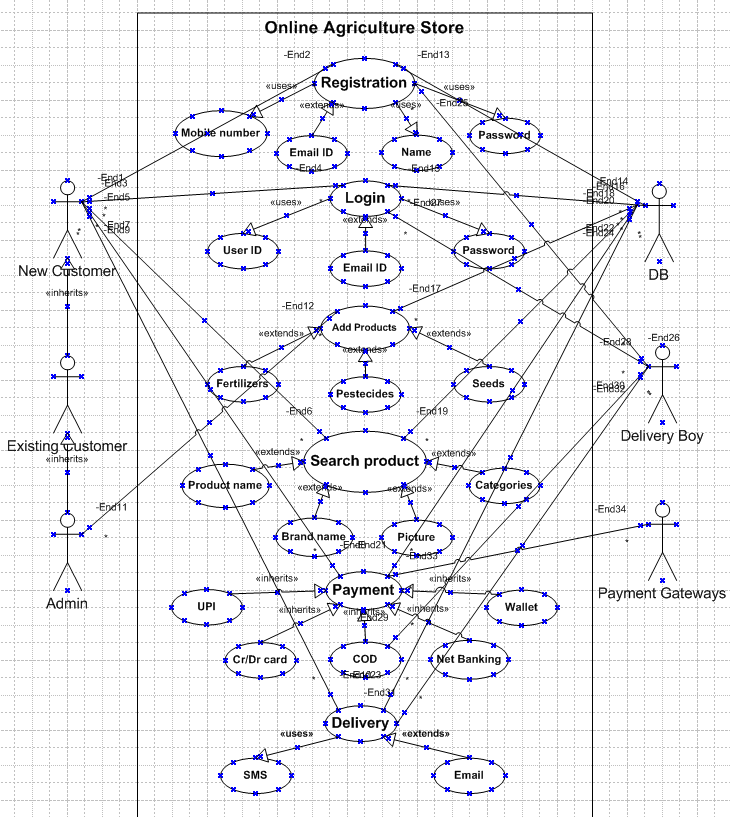 Online Agriculture Store
-End2
-End13
Registration
«uses»
«uses»
-End25
«extends»
«uses»
Mobile number
Password
Email ID
Name
-End4
-End15
-End1
-End3
-End5
-End14
-End16
-End18
-End20
Login
«uses»
-End27
«uses»
«extends»
-End7
-End9
-End22
-End24
User ID
Password
Email ID
New Customer
DB
«inherits»
-End17
-End12
Add Products
«extends»
«extends»
«extends»
-End28
-End26
Fertilizers
Seeds
Pestecides
-End30
-End32
-End6
-End19
Existing Customer
Delivery Boy
«inherits»
«extends»
«extends»
Search product
Product name
Categories
«extends»
«extends»
-End11
-End34
Brand name
Picture
-End21
-End33
Admin
Payment Gateways
«inherits»
«inherits»
Payment
UPI
Wallet
«inherits»
«inherits»
«inherits»
-End29
Cr/Dr card
COD
Net Banking
-End23
-End31
Delivery
«uses»
«extends»
SMS
Email